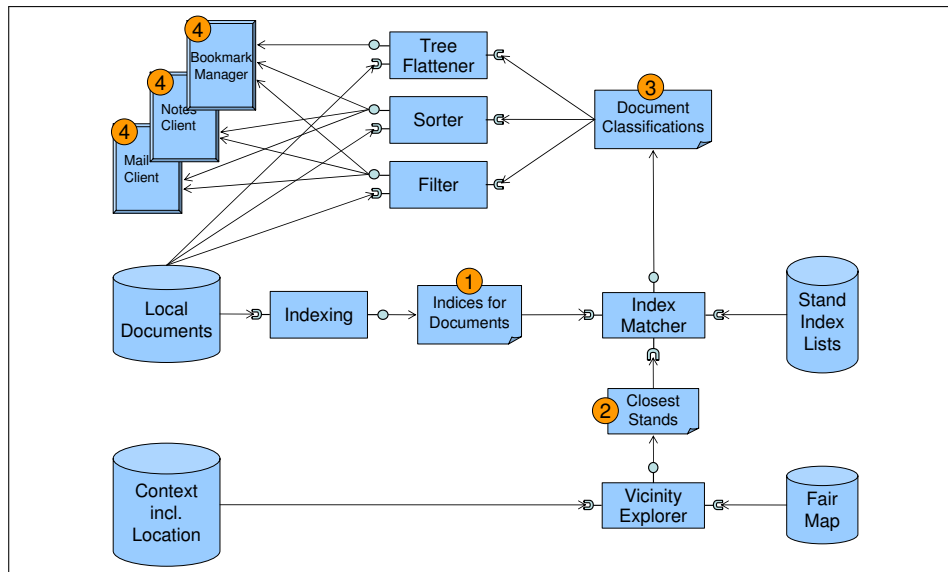 4
Bookmark
Manager
4
Notes
Client
4
Mail
Client
Tree
Flattener
Sorter
Filter
3
Document
Classifications
Local
Documents
Indexing
1
Indices for
Documents
Index
Matcher
Stand
Index
Lists
2
Closest
Stands
Context
incl.
Location
Vicinity
Explorer
Fair
Map